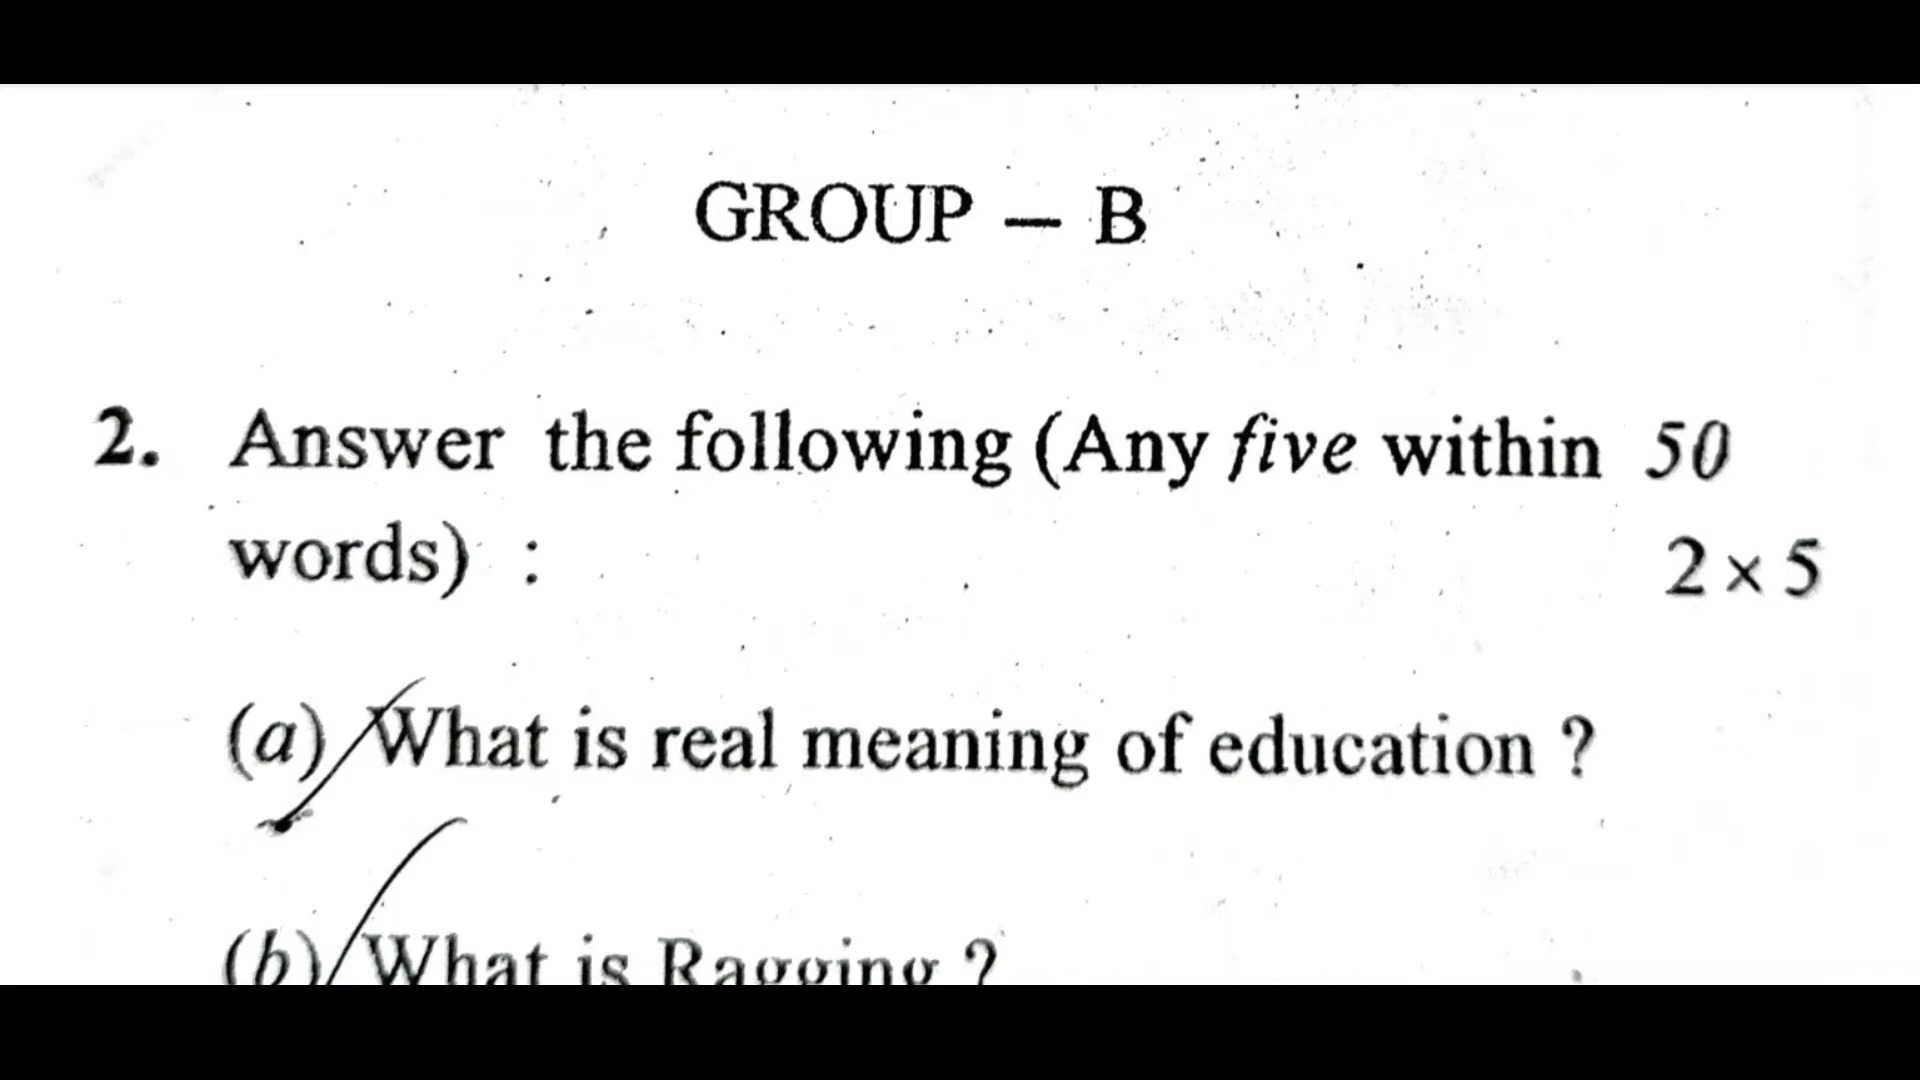 GROUP – B
2. Answer the following (Any five within 50
words) : 2 × 5
(a) What is real meaning of education ?
(b) What is Ragging ?